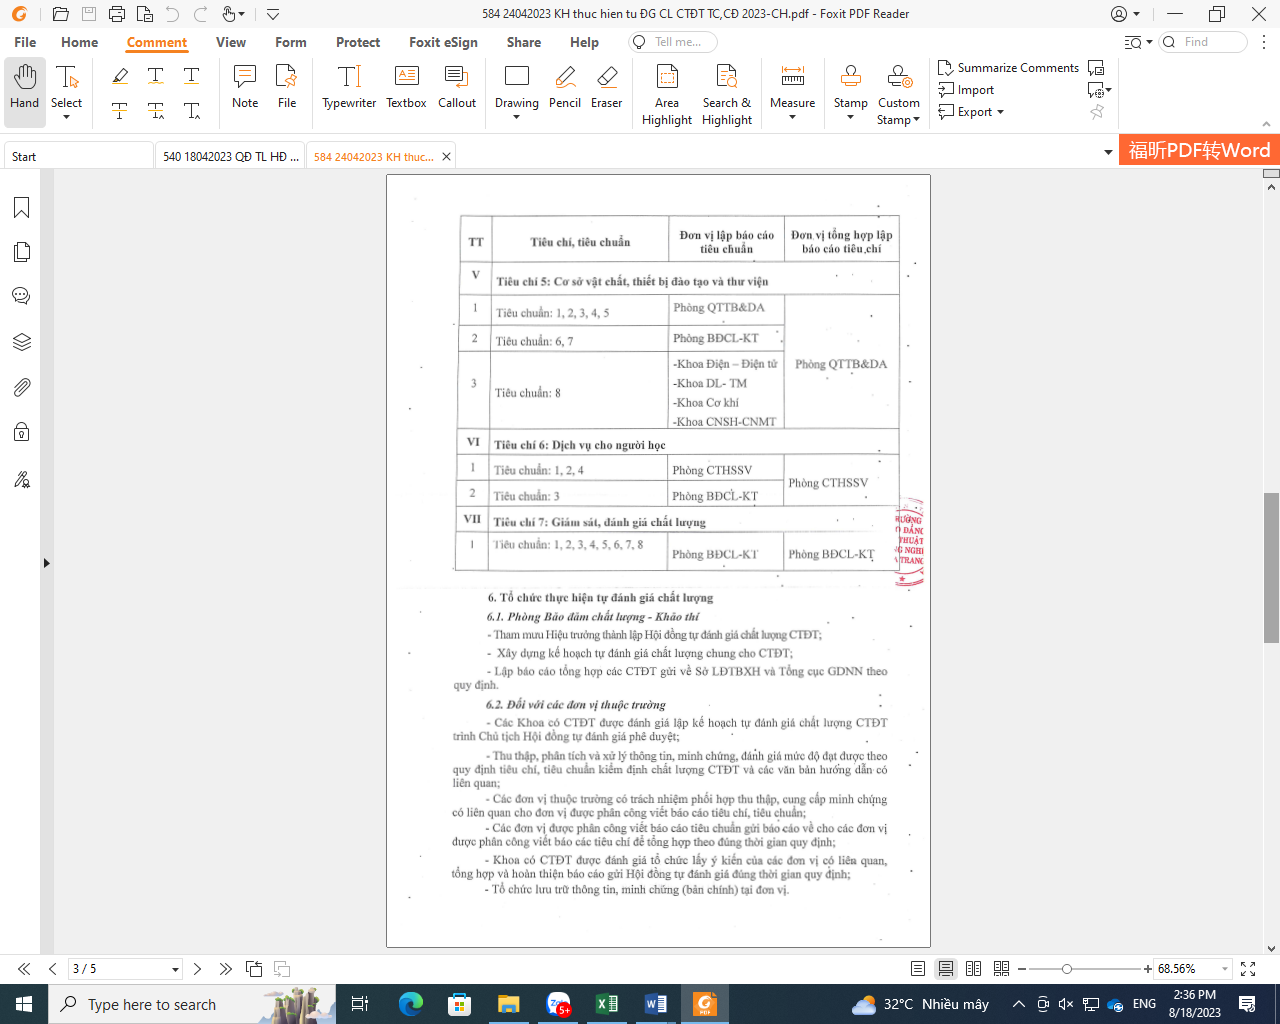 584 24042023 KH thuc hien tu ĐG CL CTĐT TC,CĐ 2023-CH.pdf - Foxit PDF Reader
File Home Comment View Form Protect Foxit eSign Share Help Tell me... Find
Hand Select Note File Typewriter Textbox Callout Drawing Pencil Eraser Area Highlight Search & Highlight Measure Stamp Custom Stamp
Summarize Comments
Import
Export
Start 540 18042023 QĐ TL HĐ ... 584 24042023 KH thuc... 福昕PDF转Word
TT Tiêu chí, tiêu chuẩn Đơn vị lập báo cáo tiêu chuẩn Đơn vị tổng hợp lập báo cáo tiêu chí
V Tiêu chí 5: Cơ sở vật chất, thiết bị đào tạo và thư viện
1 Tiêu chuẩn: 1, 2, 3, 4, 5 Phòng QTTB&DA
2 Tiêu chuẩn: 6, 7 Phòng BĐCL-KT
Phòng QTTB&DA
3 Tiêu chuẩn: 8
-Khoa Điện – Điện tử
-Khoa DL- TM
-Khoa Cơ khí
-Khoa CNSH-CNMT
VI Tiêu chí 6: Dịch vụ cho người học
1 Tiêu chuẩn: 1, 2, 4 Phòng CTHSSV
Phòng CTHSSV
2 Tiêu chuẩn: 3 Phòng BĐCL-KT
VII Tiêu chí 7: Giám sát, đánh giá chất lượng
1 Tiêu chuẩn: 1, 2, 3, 4, 5, 6, 7, 8 Phòng BĐCL-KT Phòng BĐCL-KT
6. Tổ chức thực hiện tự đánh giá chất lượng
6.1. Phòng Bảo đảm chất lượng - Khảo thí
- Tham mưu Hiệu trưởng thành lập Hội đồng tự đánh giá chất lượng CTĐT;
- Xây dựng kế hoạch tự đánh giá chất lượng chung cho CTĐT;
- Lập báo cáo tổng hợp các CTĐT gửi về Sở LĐTBXH và Tổng cục GDNN theo
quy định.
6.2. Đối với các đơn vị thuộc trường
- Các Khoa có CTĐT được đánh giá lập kế hoạch tự đánh giá chất lượng CTĐT
trình Chủ tịch Hội đồng tự đánh giá phê duyệt;
- Thu thập, phân tích và xử lý thông tin, minh chứng, đánh giá mức độ đạt được theo
quy định tiêu chí, tiêu chuẩn kiểm định chất lượng CTĐT và các văn bản hướng dẫn có
liên quan;
- Các đơn vị thuộc trường có trách nhiệm phối hợp thu thập, cung cấp minh chứng
có liên quan cho đơn vị được phân công viết báo cáo tiêu chí, tiêu chuẩn;
- Các đơn vị được phân công viết báo cáo tiêu chuẩn gửi báo cáo về cho các đơn vị
được phân công viết báo các tiêu chí để tổng hợp theo đúng thời gian quy định;
- Khoa có CTĐT được đánh giá tổ chức lấy ý kiến của các đơn vị có liên quan,
tổng hợp và hoàn thiện báo cáo gửi Hội đồng tự đánh giá đúng thời gian quy định;
- Tổ chức lưu trữ thông tin, minh chứng (bản chính) tại đơn vị.
3 / 5 68.56%
Type here to search 5+ 32°C Nhiều mây ENG 2:36 PM
8/18/2023